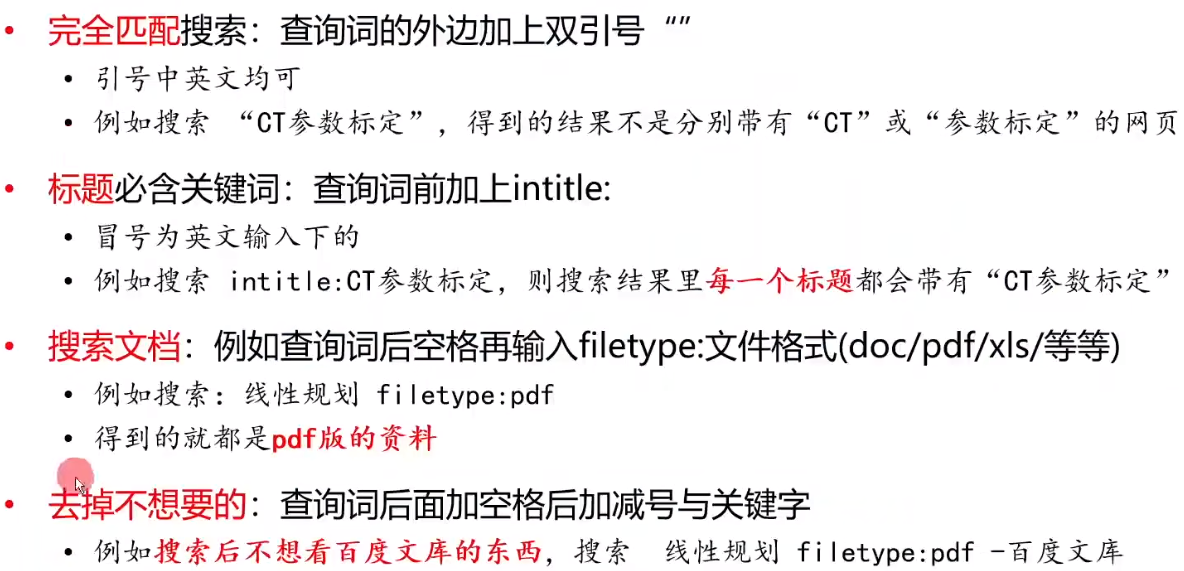 • 完全匹配搜索：查询词的外边加上双引号 “”
• 引号中英文均可
• 例如搜索 “CT参数标定”，得到的结果不是分别带有“CT”或“参数标定”的网页
• 标题必含关键词：查询词前加上intitle:
• 冒号为英文输入下的
• 例如搜索 intitle:CT参数标定，则搜索结果里每一个标题都会带有“CT参数标定”
• 搜索文档：例如查询词后空格再输入filetype:文件格式(doc/pdf/xls/等等)
• 例如搜索：线性规划 filetype:pdf
• 得到的就都是pdf版的资料
• 去掉不想要的：查询词后面加空格后加减号与关键字
• 例如搜索后不想看百度文库的东西，搜索 线性规划 filetype:pdf -百度文库